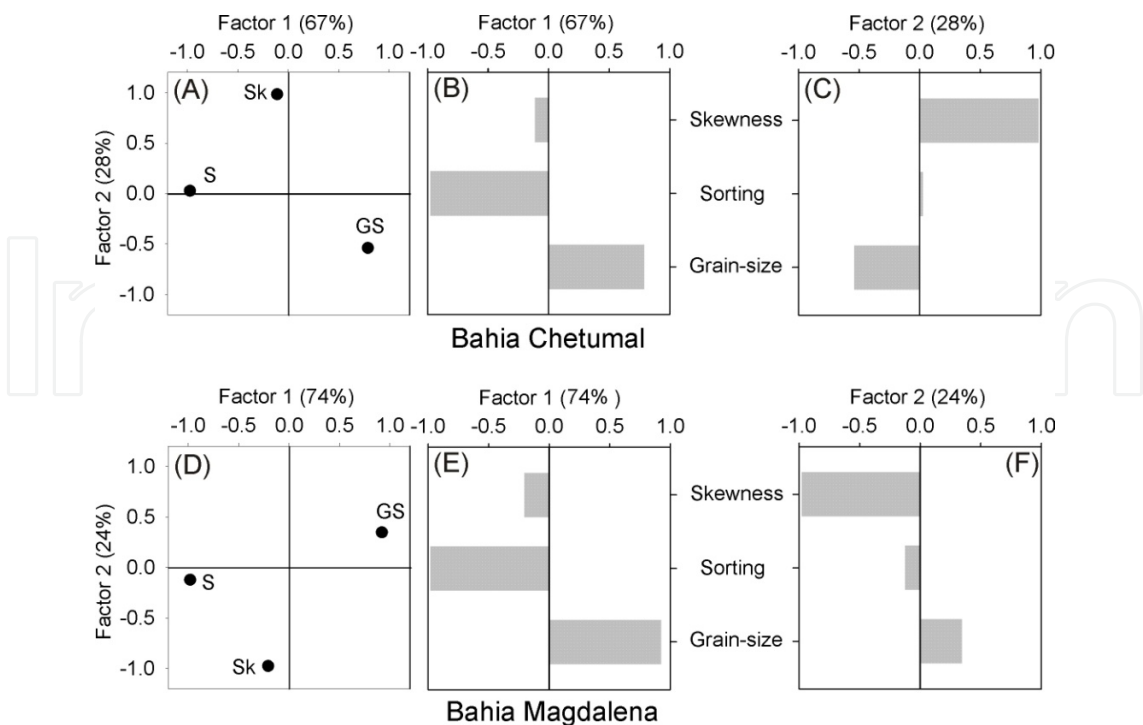 Factor 1 (67%)
-1.0 -0.5 0.0 0.5 1.0
Factor 1 (67%)
-1.0 -0.5 0.0 0.5 1.0
Factor 2 (28%)
-1.0 -0.5 0.0 0.5 1.0
Factor 2 (28%)
1.0
0.5
0.0
-0.5
-1.0
(A)
Sk
S
GS
(B)
Skewness
Sorting
Grain-size
(C)
Bahia Chetumal
Factor 1 (74%)
-1.0 -0.5 0.0 0.5 1.0
Factor 1 (74% )
-1.0 -0.5 0.0 0.5 1.0
Factor 2 (24%)
-1.0 -0.5 0.0 0.5 1.0
Factor 2 (24%)
1.0
0.5
0.0
-0.5
-1.0
(D)
GS
S
Sk
(E)
Skewness
Sorting
Grain-size
(F)
Bahia Magdalena